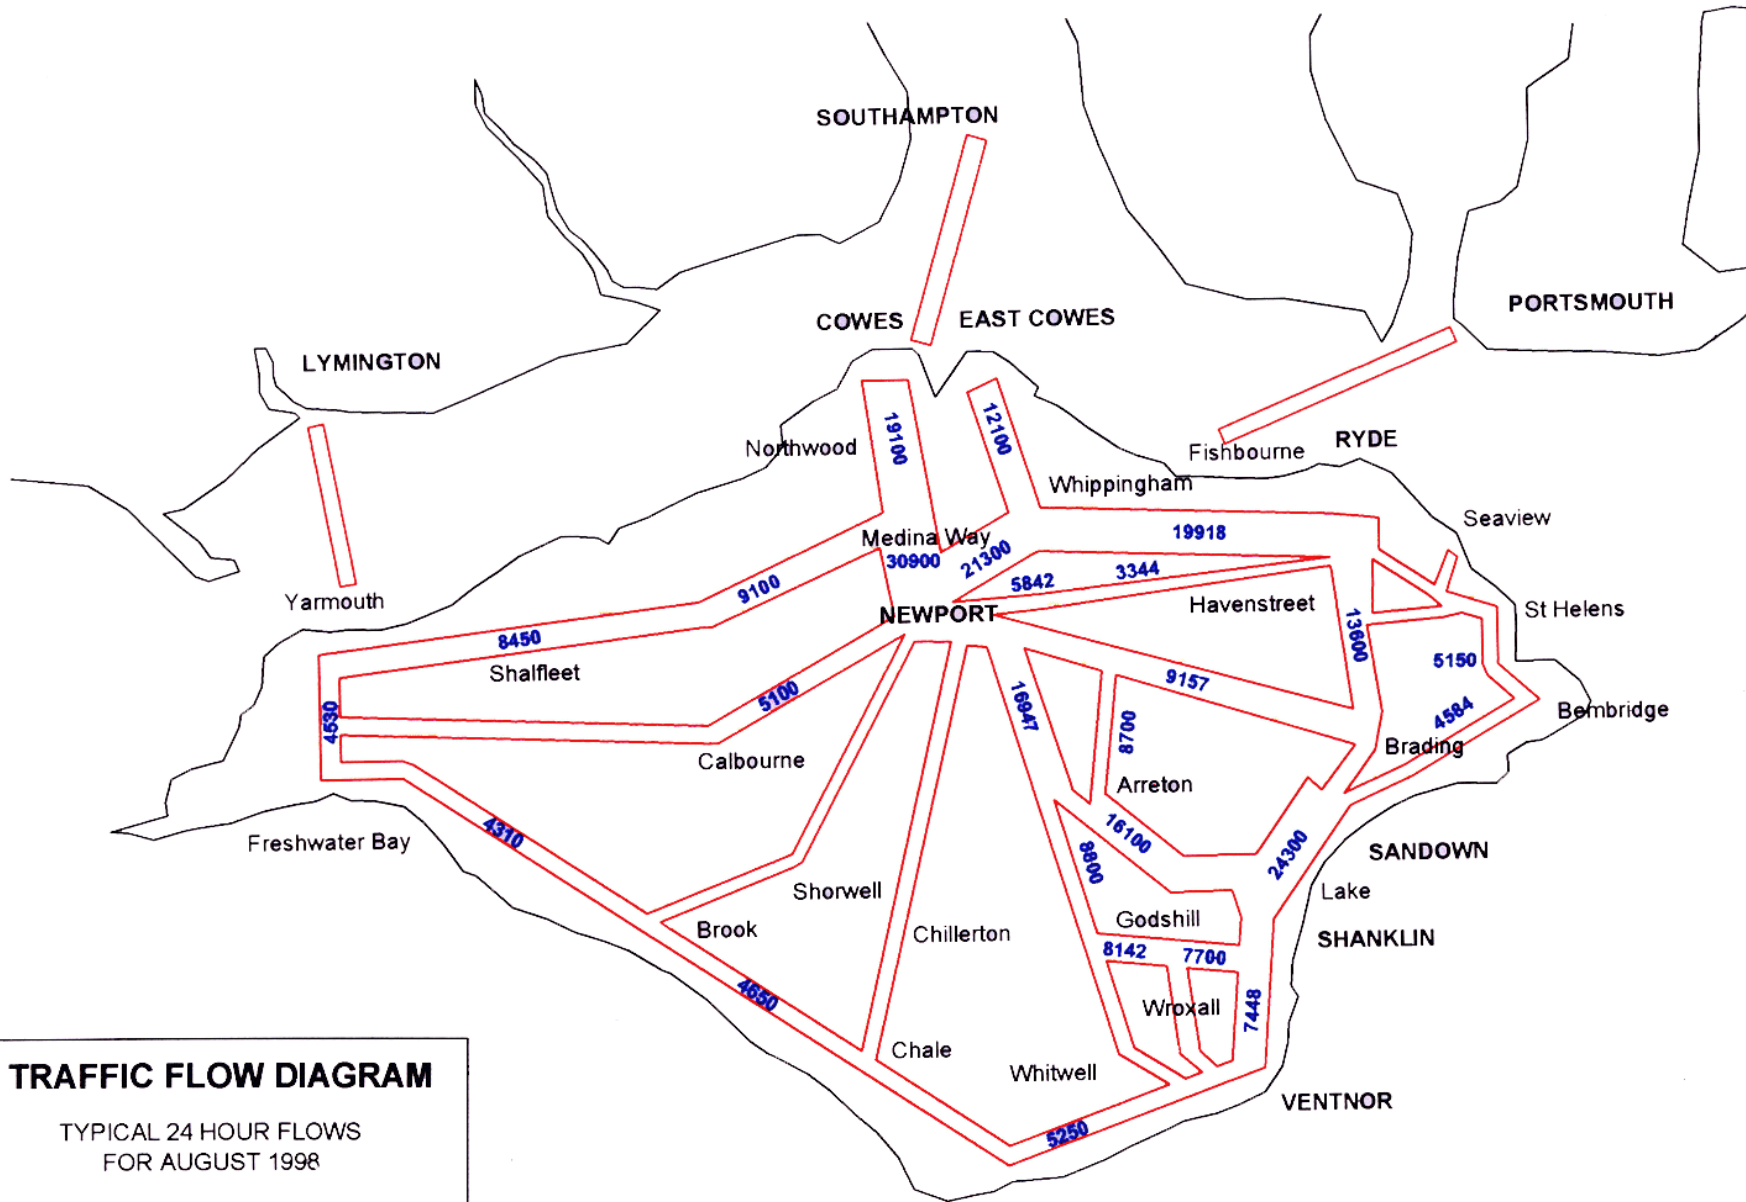 SOUTHAMPTON
PORTSMOUTH
COWES
EAST COWES
LYMINGTON
19100
12100
Northwood
Fishbourne
RYDE
Whippingham
Seaview
Medina Way
19918
30900
21300
5842
3344
9100
Yarmouth
NEWPORT
Havenstreet
St Helens
8450
13600
Shalfleet
5150
5100
9157
16947
4530
4584
Bembridge
8700
Brading
Calbourne
Arreton
4310
16100
Freshwater Bay
8800
24300
SANDOWN
Shorwell
Lake
Brook
Chillerton
Godshill
SHANKLIN
8142
7700
4650
Wroxall
7448
Chale
Whitwell
VENTNOR
5250
TRAFFIC FLOW DIAGRAM
TYPICAL 24 HOUR FLOWS
FOR AUGUST 1998